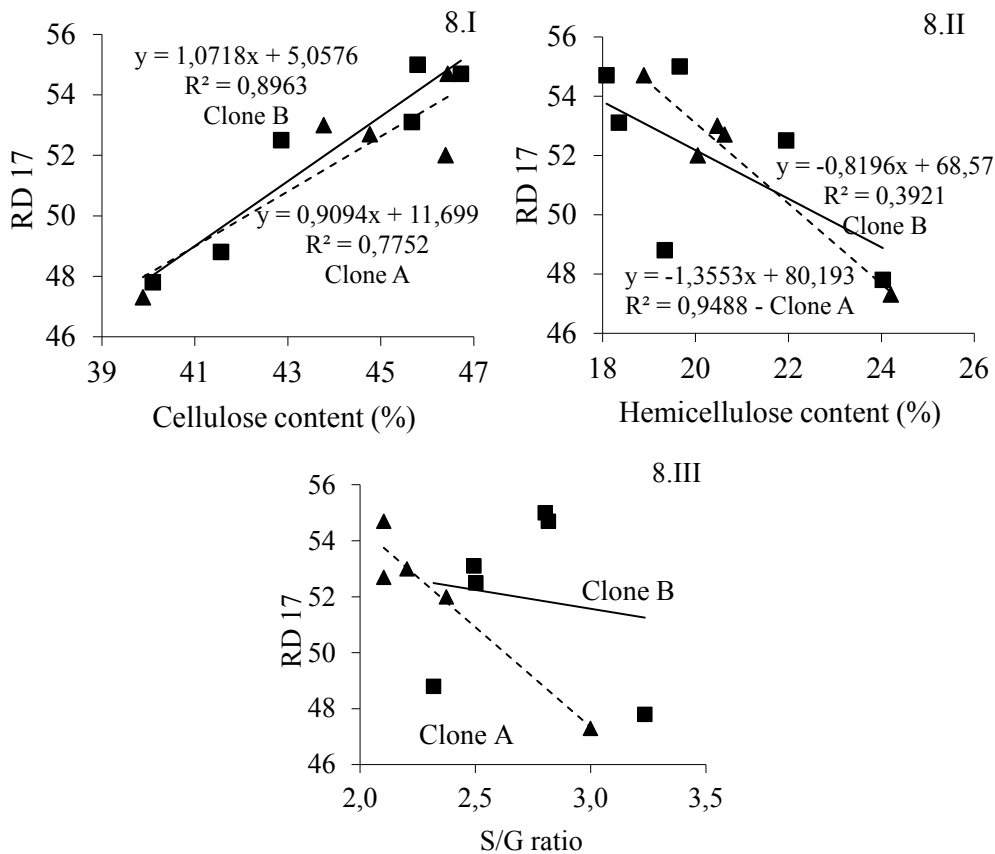 8.I
56
54
52
50
48
46
RD 17
y = 1,0718x + 5,0576
R² = 0,8963
Clone B
y = 0,9094x + 11,699
R² = 0,7752
Clone A
39 41 43 45 47
Cellulose content (%)
8.II
56
54
52
50
48
46
RD 17
y = -0,8196x + 68,57
R² = 0,3921
Clone B
y = -1,3553x + 80,193
R² = 0,9488 - Clone A
18 20 22 24 26
Hemicellulose content (%)
8.III
56
54
52
50
48
46
RD 17
Clone B
Clone A
2,0 2,5 3,0 3,5
S/G ratio